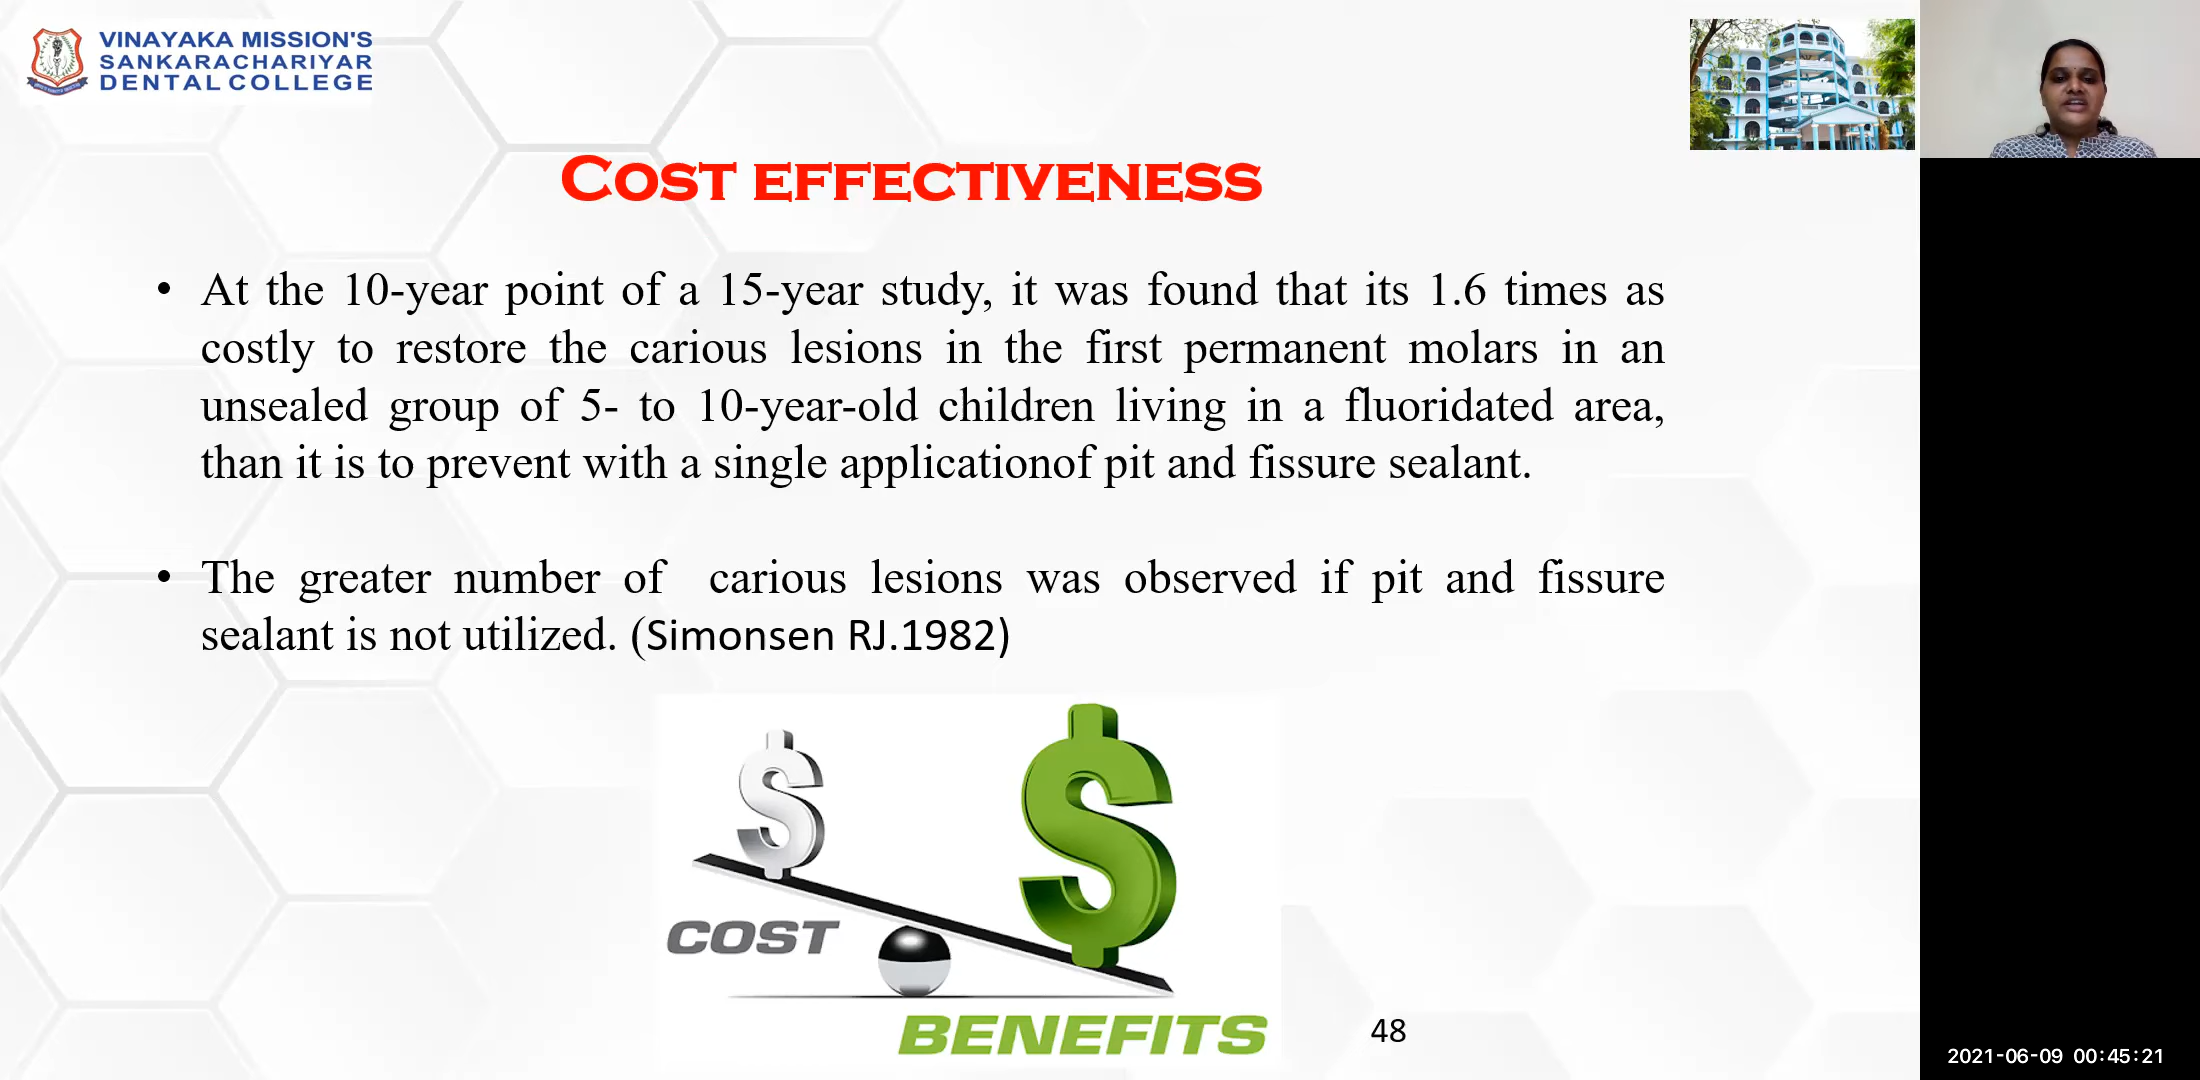 VINAYAKA MISSION'S
SANKARACHARIYAR
DENTAL COLLEGE
COST EFFECTIVENESS
• At the 10-year point of a 15-year study, it was found that its 1.6 times as
costly to restore the carious lesions in the first permanent molars in an
unsealed group of 5- to 10-year-old children living in a fluoridated area,
than it is to prevent with a single applicationof pit and fissure sealant.
• The greater number of carious lesions was observed if pit and fissure
sealant is not utilized. (Simonsen RJ.1982)
COST
BENEFITS
48
2021-06-09 00:45:21